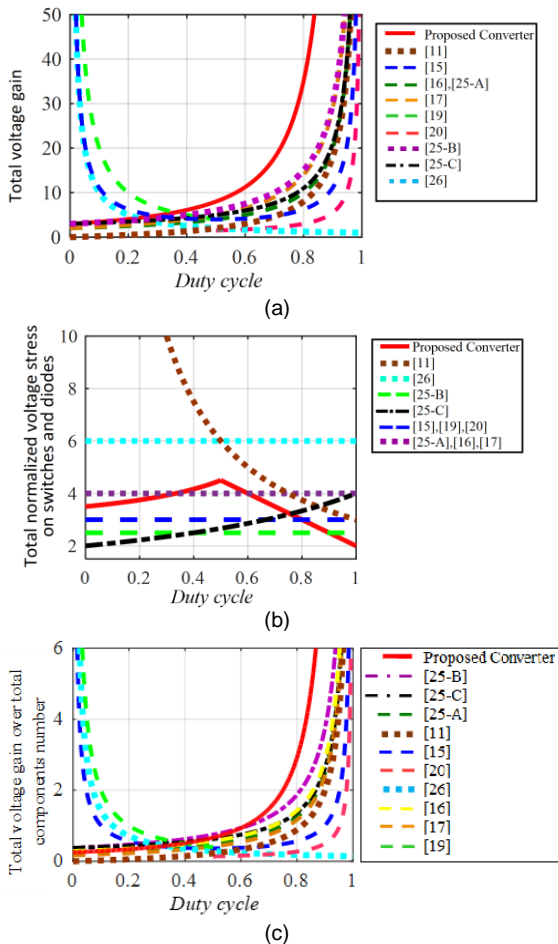 50
40
30
20
10
0
Total voltage gain
0 0.2 0.4 0.6 0.8 1
Duty cycle
Proposed Converter
[11]
[15]
[16],[25-A]
[17]
[19]
[20]
[25-B]
[25-C]
[26]
(a)
10
8
6
4
2
Total normalized voltage stress
on switches and diodes
0 0.2 0.4 0.6 0.8 1
Duty cycle
Proposed Converter
[11]
[26]
[25-B]
[25-C]
[15],[19],[20]
[25-A],[16],[17]
(b)
6
4
2
0
Total voltage gain over total
components number
0 0.2 0.4 0.6 0.8 1
Duty cycle
Proposed Converter
[25-B]
[25-C]
[25-A]
[11]
[15]
[20]
[26]
[16]
[17]
[19]
(c)